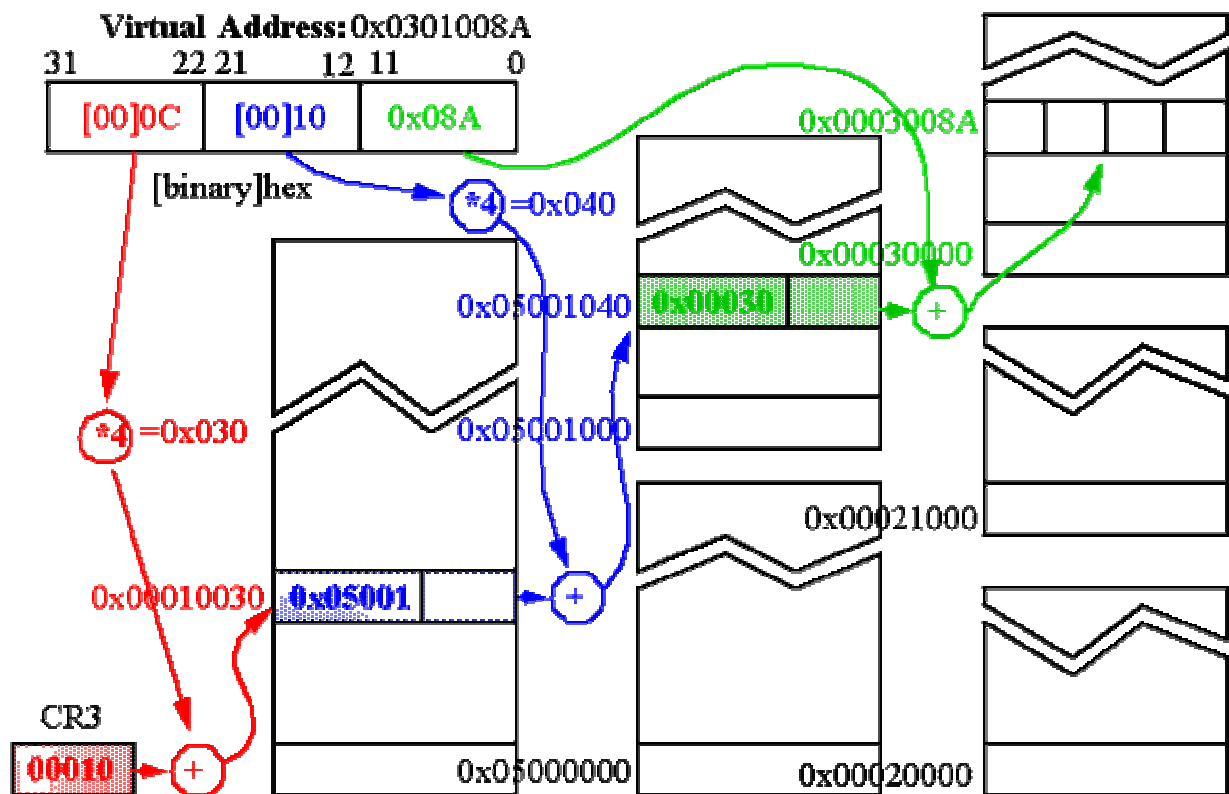 Virtual Address: 0x0301008A
31 22 21 12 11 0
[00]0C [00]10 0x08A
0x0003008A
[binary]hex
*4 =0x040
0x00030000
0x05001040 0x00030 +
*4 =0x030
0x05001000
0x00021000
0x00010030 0x05001 +
CR3
00010 + 0x05000000 0x00020000